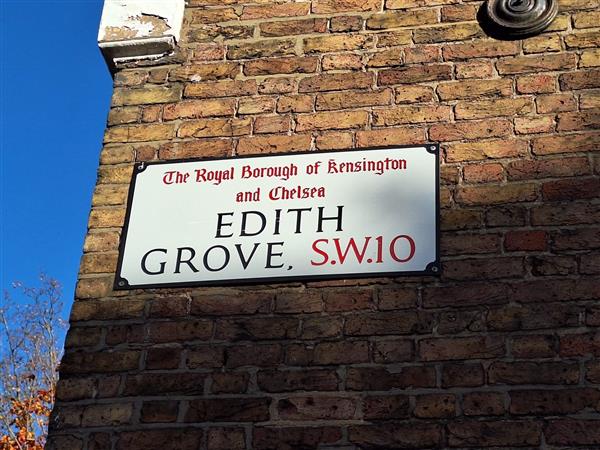 The Royal Borough of Kensington
and Chelsea
EDITH
GROVE, S.W.10